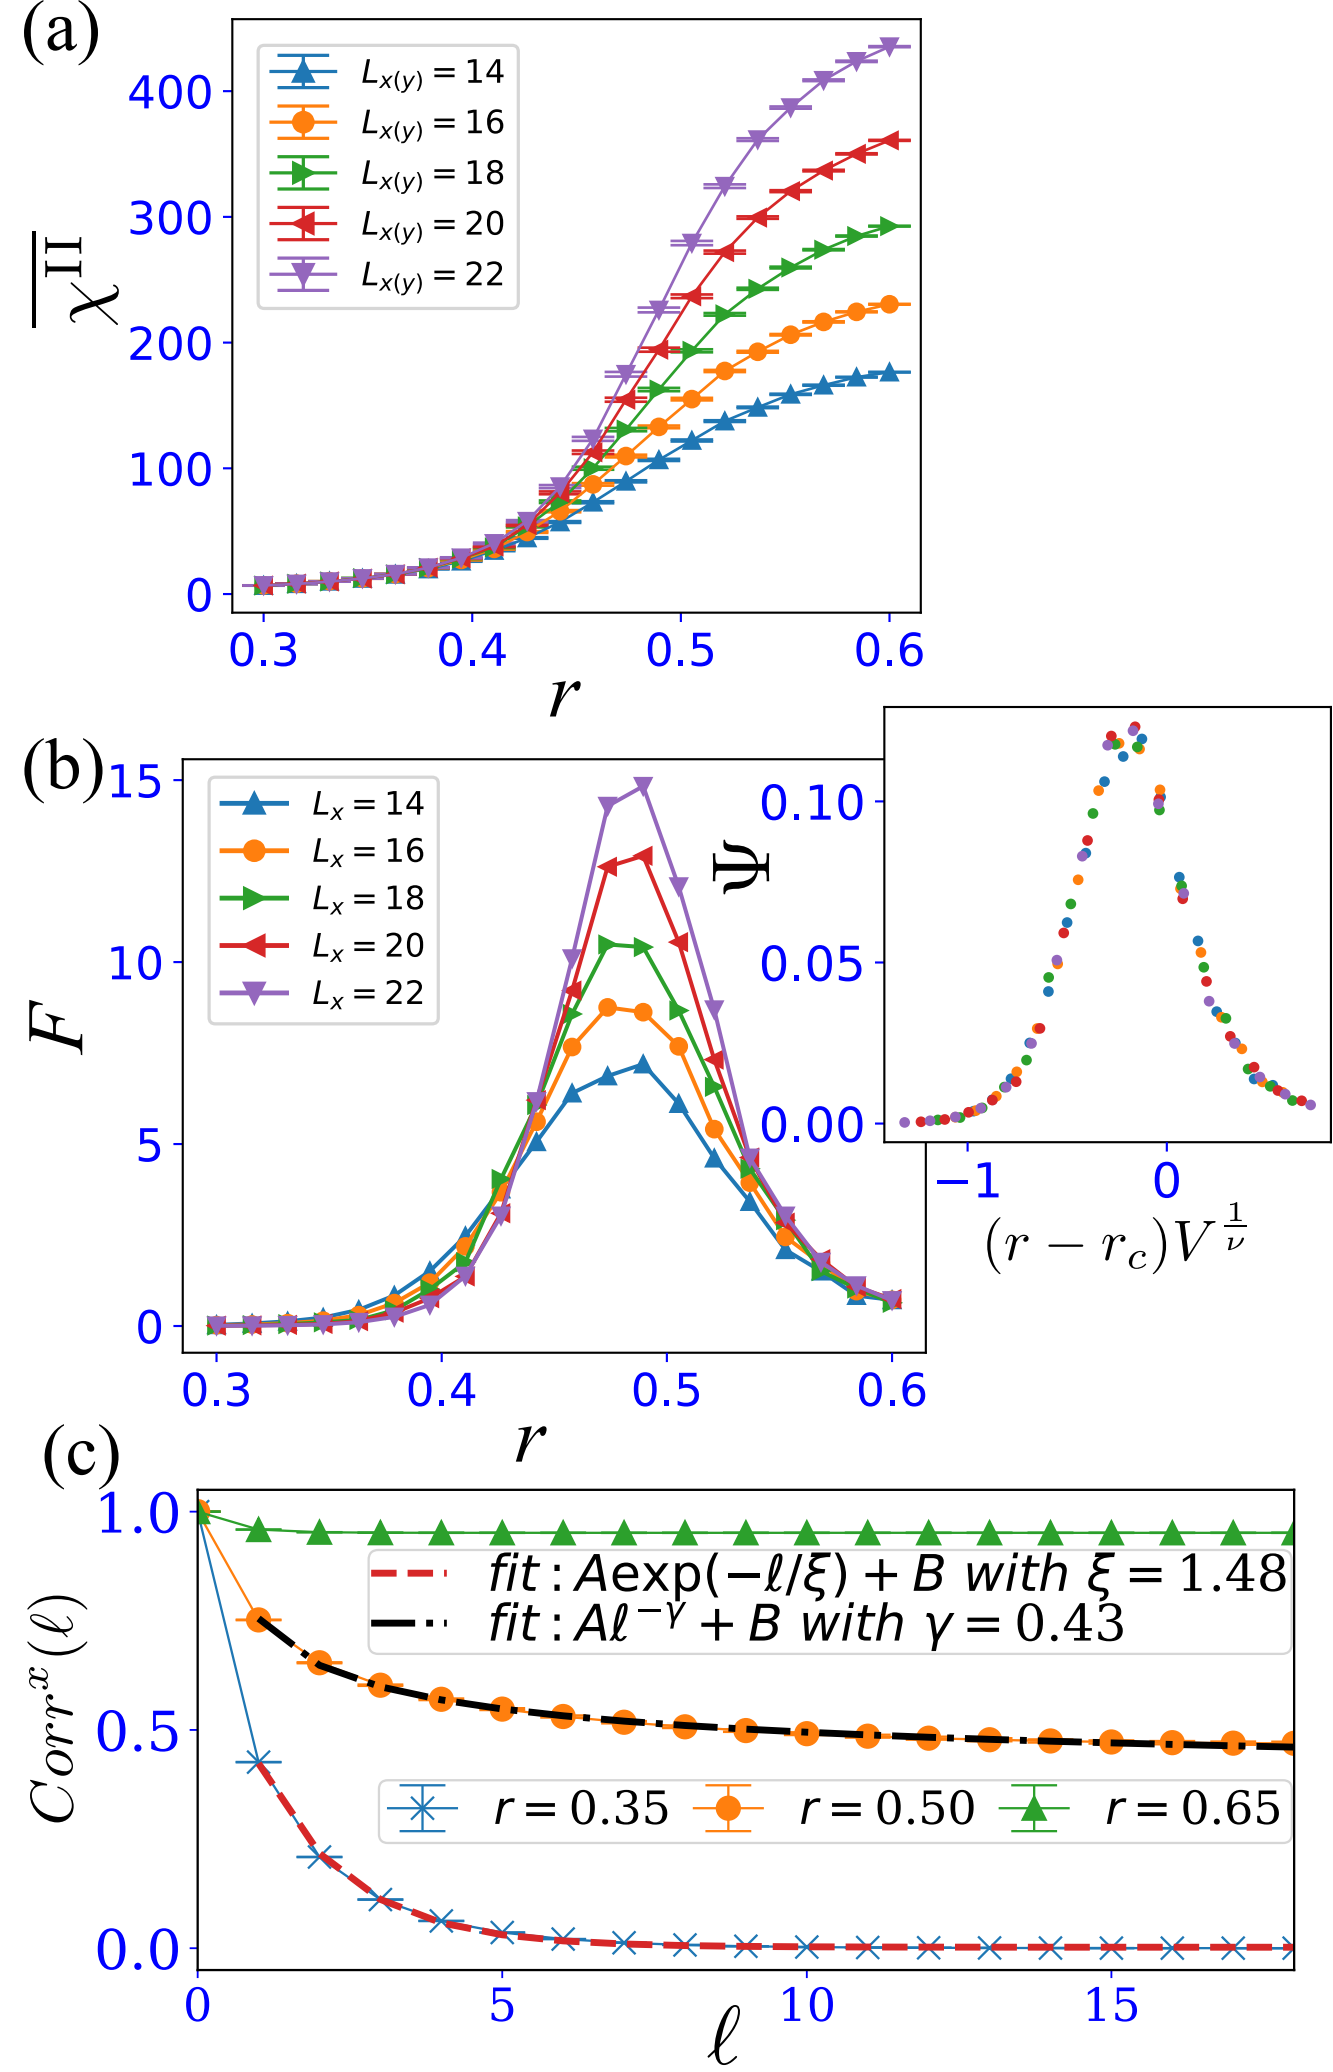 (a)
400
300
200
100
0
0.3 0.4 0.5 0.6
χ^II
r
L_x(y) = 14
L_x(y) = 16
L_x(y) = 18
L_x(y) = 20
L_x(y) = 22
(b)
15
10
5
0
0.3 0.4 0.5 0.6
F
r
L_x = 14
L_x = 16
L_x = 18
L_x = 20
L_x = 22
Ψ
0.10
0.05
0.00
−1 0
(r − r_c)V^{1/ν}
(c)
1.0
0.5
0.0
0 5 10 15
Corr^x(ℓ)
ℓ
fit : Aexp(−ℓ/ξ) + B with ξ = 1.48
fit : Aℓ^{−γ} + B with γ = 0.43
r = 0.35 r = 0.50 r = 0.65